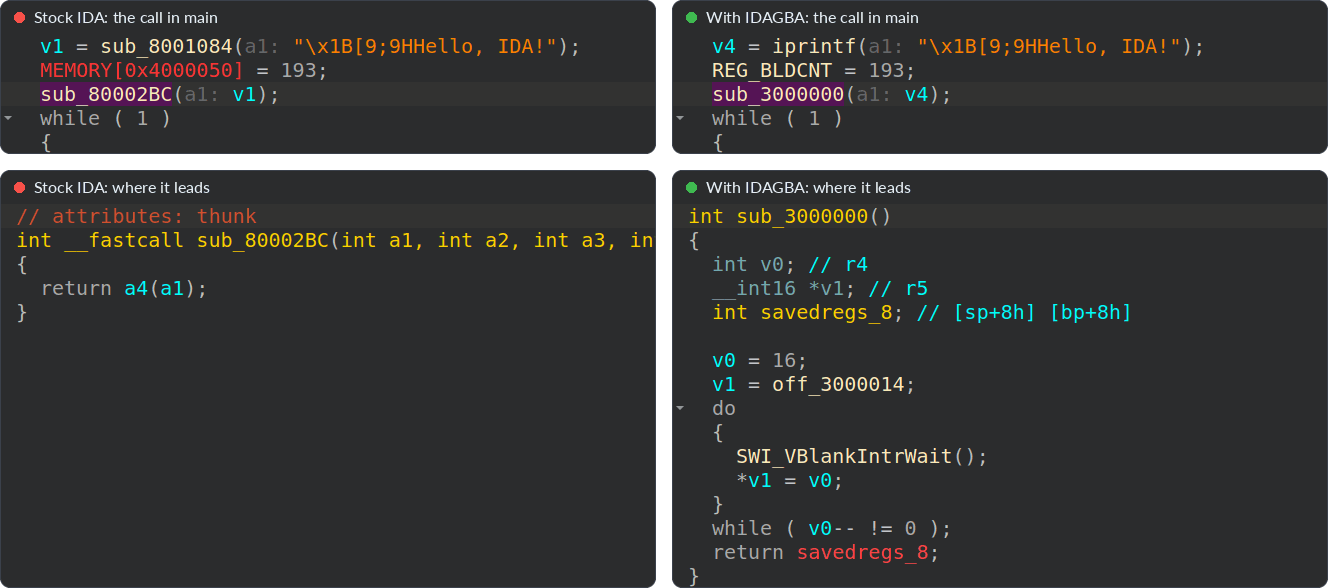 Stock IDA: the call in main
v1 = sub_8001084(a1: "\x1B[9;9HHello, IDA!");
MEMORY[0x4000050] = 193;
sub_80002BC(a1: v1);
while ( 1 )
{
With IDAGBA: the call in main
v4 = iprintf(a1: "\x1B[9;9HHello, IDA!");
REG_BLDCNT = 193;
sub_3000000(a1: v4);
while ( 1 )
{
Stock IDA: where it leads
// attributes: thunk
int __fastcall sub_80002BC(int a1, int a2, int a3, in
{
return a4(a1);
}
With IDAGBA: where it leads
int sub_3000000()
{
int v0; // r4
__int16 *v1; // r5
int savedregs_8; // [sp+8h] [bp+8h]
v0 = 16;
v1 = off_3000014;
do
{
SWI_VBlankIntrWait();
*v1 = v0;
}
while ( v0-- != 0 );
return savedregs_8;
}